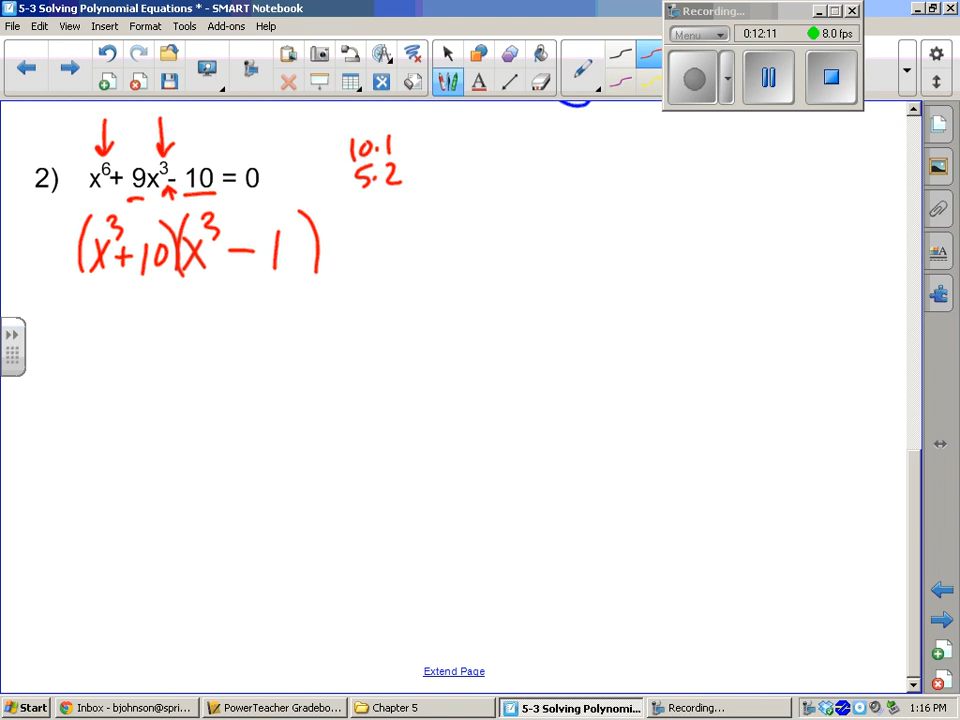 5-3 Solving Polynomial Equations * - SMART Notebook
Recording...
File Edit View Insert Format Tools Add-ons Help
Menu
0:12:11
8.0 fps
10·1
2) x⁶+ 9x³- 10 = 0
5·2
(x³+10)(x³ - 1 )
Extend Page
Start
Inbox - bjohnson@spri...
PowerTeacher Gradebo...
Chapter 5
5-3 Solving Polynomi...
Recording...
1:16 PM